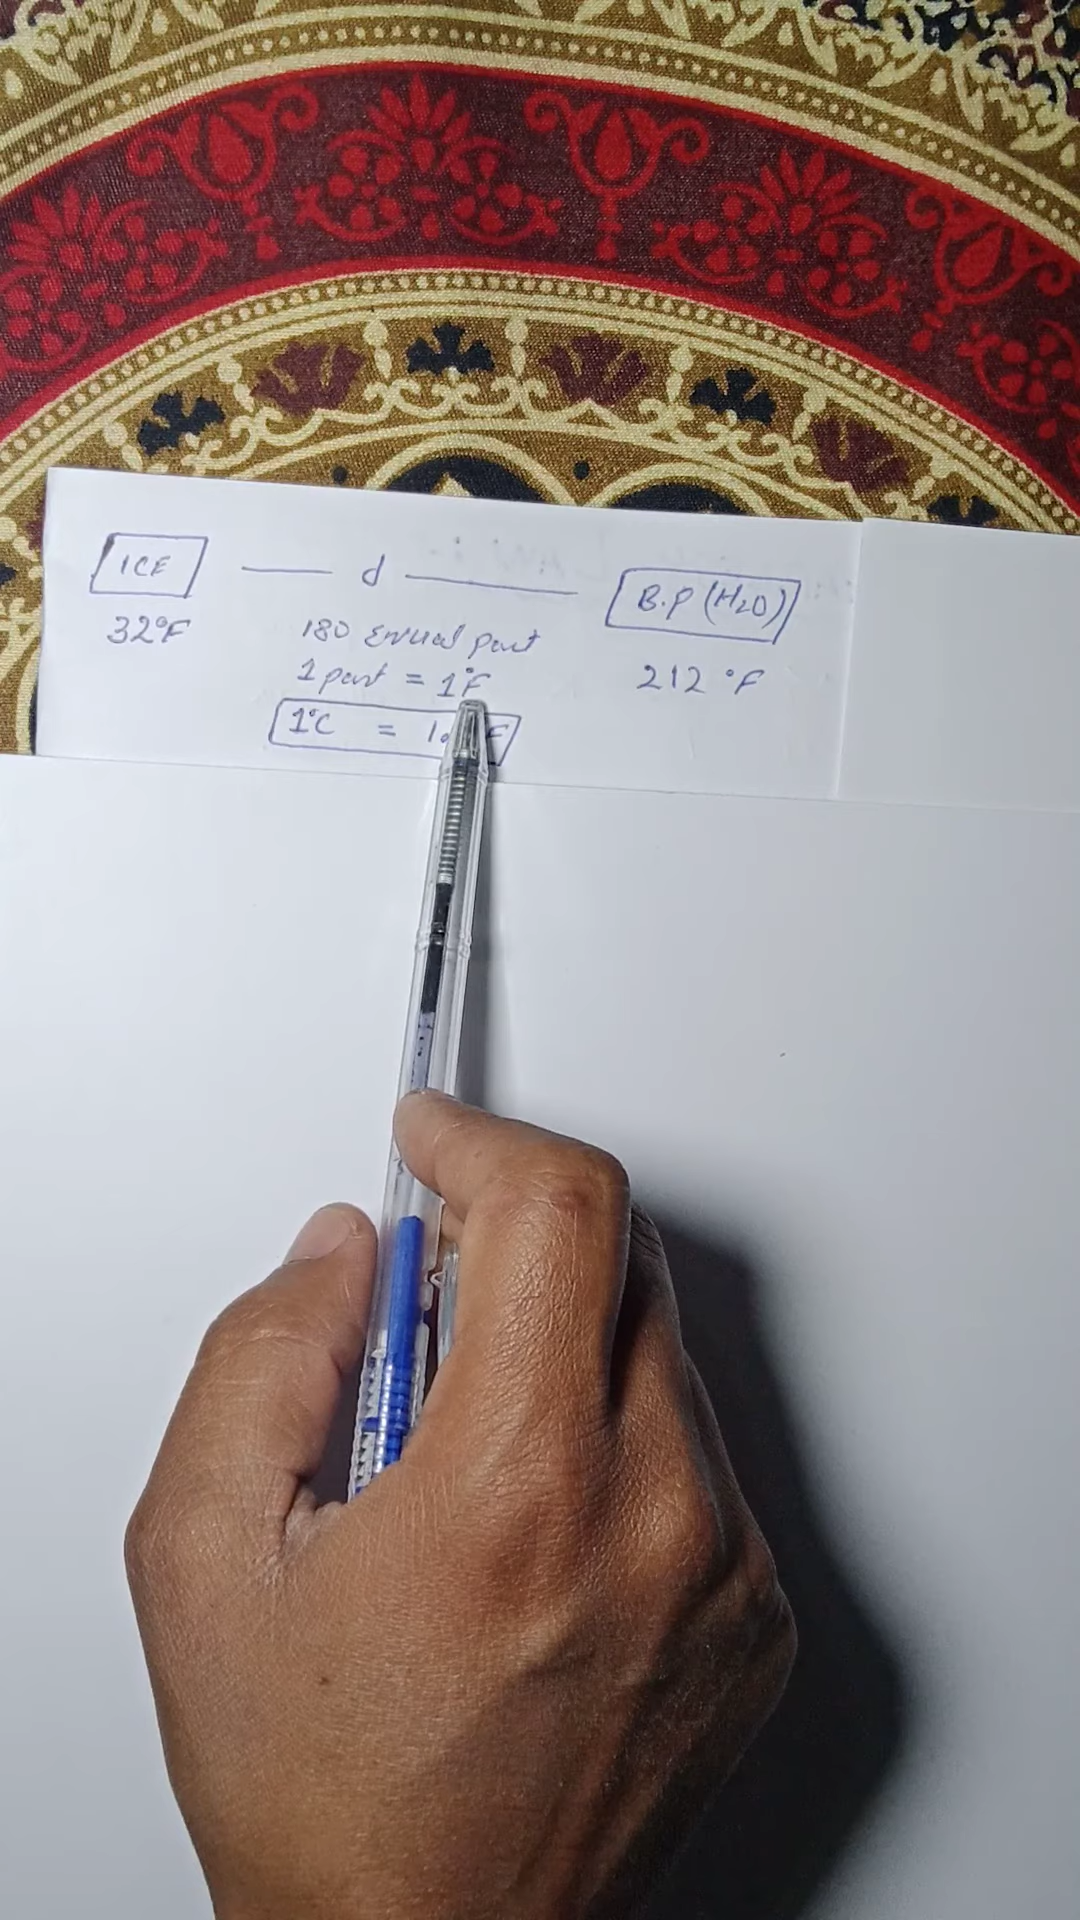 ICE —— d —— B.P (H2O)
32°F 180 Equal part 212 °F
1 part = 1°F
1°C = 1. F